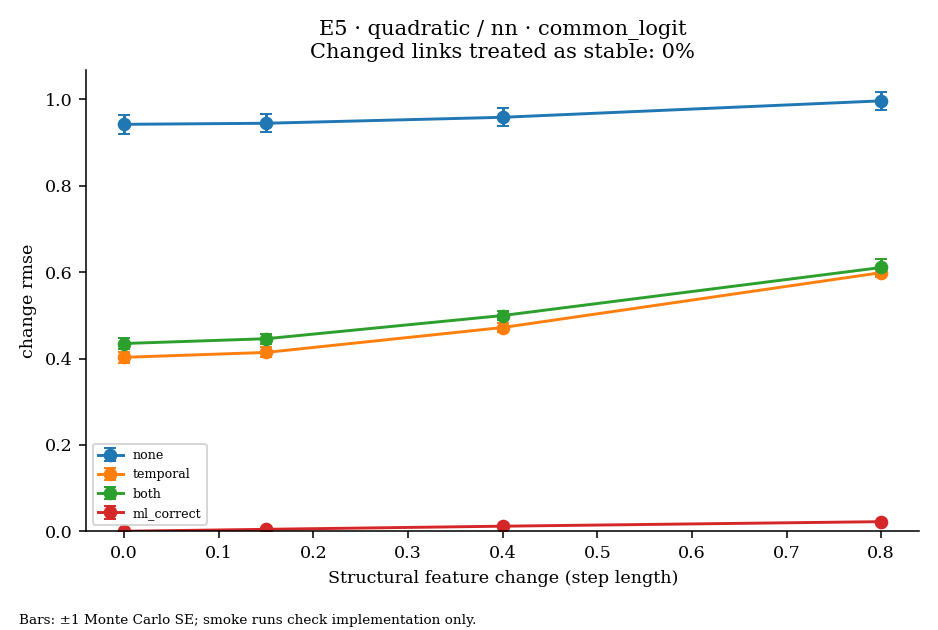 E5 · quadratic / nn · common_logit
Changed links treated as stable: 0%
change rmse
1.0
0.8
0.6
0.4
0.2
0.0
none
temporal
both
ml_correct
0.0 0.1 0.2 0.3 0.4 0.5 0.6 0.7 0.8
Structural feature change (step length)
Bars: ±1 Monte Carlo SE; smoke runs check implementation only.